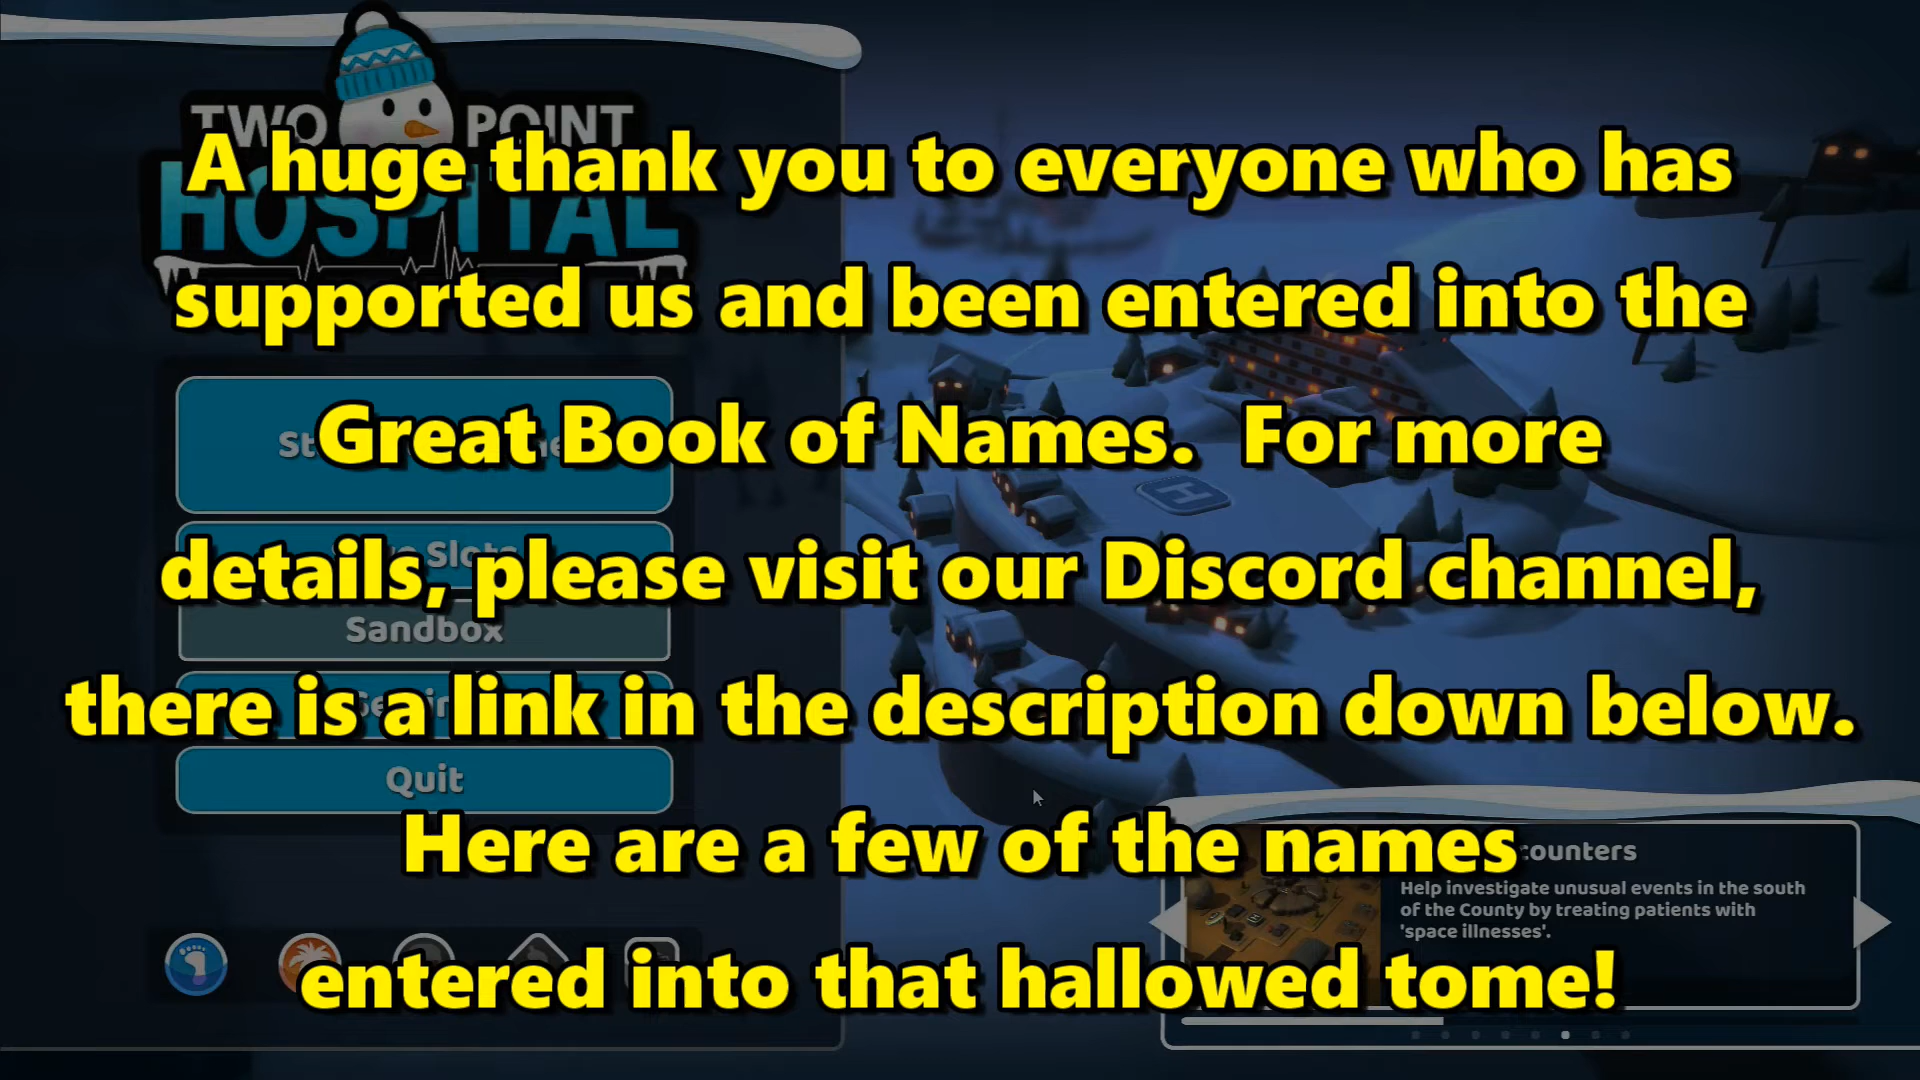 TWO POINT
HOSPITAL
A huge thank you to everyone who has
supported us and been entered into the
Great Book of Names.  For more
details, please visit our Discord channel,
there is a link in the description down below.
Here are a few of the names
entered into that hallowed tome!
Sandbox
Quit
Help investigate unusual events in the south
of the County by treating patients with
'space illnesses'.